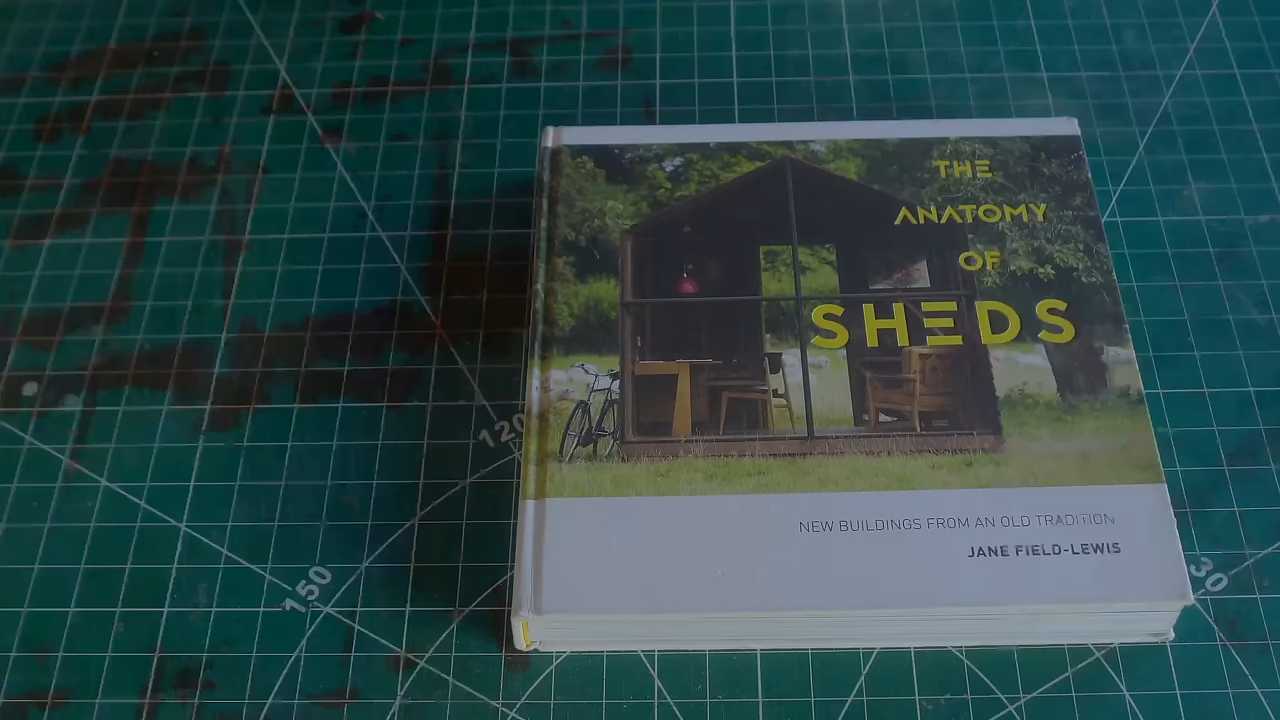 THE
ANATOMY
OF
SHEDS
NEW BUILDINGS FROM AN OLD TRADITION
JANE FIELD-LEWIS
120
150
30